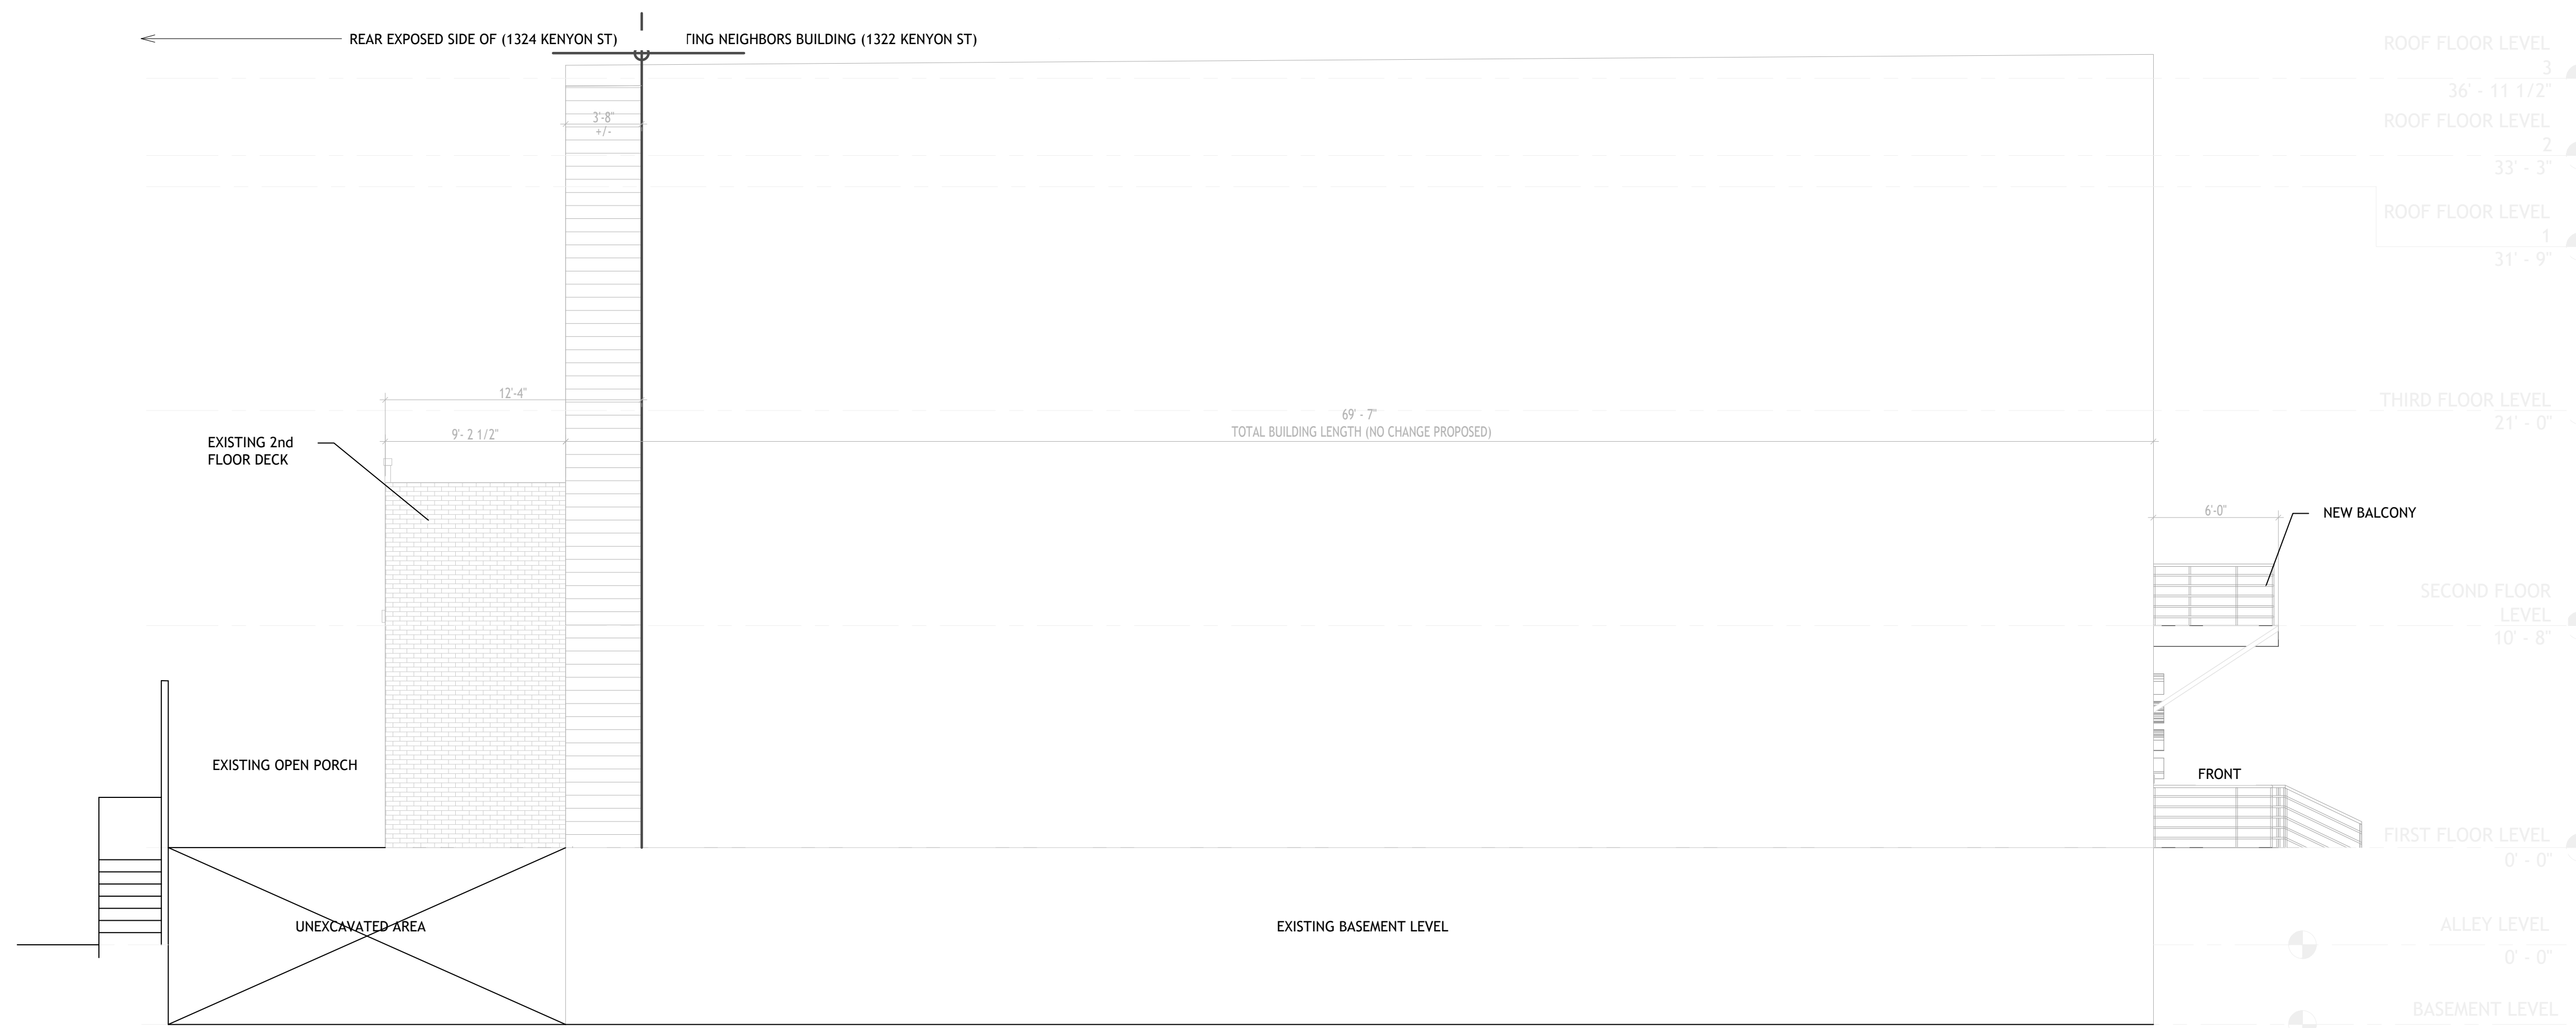 REAR EXPOSED SIDE OF (1324 KENYON ST)
TING NEIGHBORS BUILDING (1322 KENYON ST)
ROOF FLOOR LEVEL
3
36' - 11 1/2"
3'-8"
+/-
ROOF FLOOR LEVEL
2
33' - 3"
ROOF FLOOR LEVEL
1
31' - 9"
12'-4"
69' - 7"
THIRD FLOOR LEVEL
21' - 0"
9'- 2 1/2"
TOTAL BUILDING LENGTH (NO CHANGE PROPOSED)
EXISTING 2nd
FLOOR DECK
6'-0"
NEW BALCONY
SECOND FLOOR
LEVEL
10' - 8"
EXISTING OPEN PORCH
FRONT
FIRST FLOOR LEVEL
0' - 0"
UNEXCAVATED AREA
EXISTING BASEMENT LEVEL
ALLEY LEVEL
0' - 0"
BASEMENT LEVEL